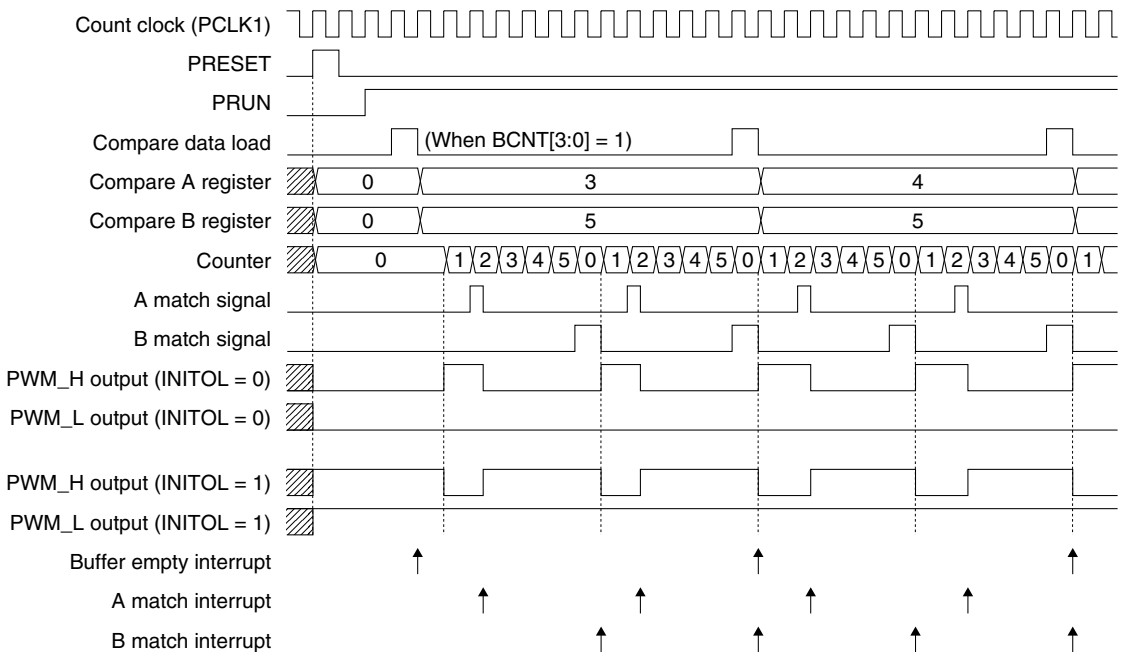 Count clock (PCLK1)
PRESET
PRUN
Compare data load (When BCNT[3:0] = 1)
Compare A register 0 3 4
Compare B register 0 5 5
Counter 0 1 2 3 4 5 0 1 2 3 4 5 0 1 2 3 4 5 0 1 2 3 4 5 0 1
A match signal
B match signal
PWM_H output (INITOL = 0)
PWM_L output (INITOL = 0)
PWM_H output (INITOL = 1)
PWM_L output (INITOL = 1)
Buffer empty interrupt
A match interrupt
B match interrupt